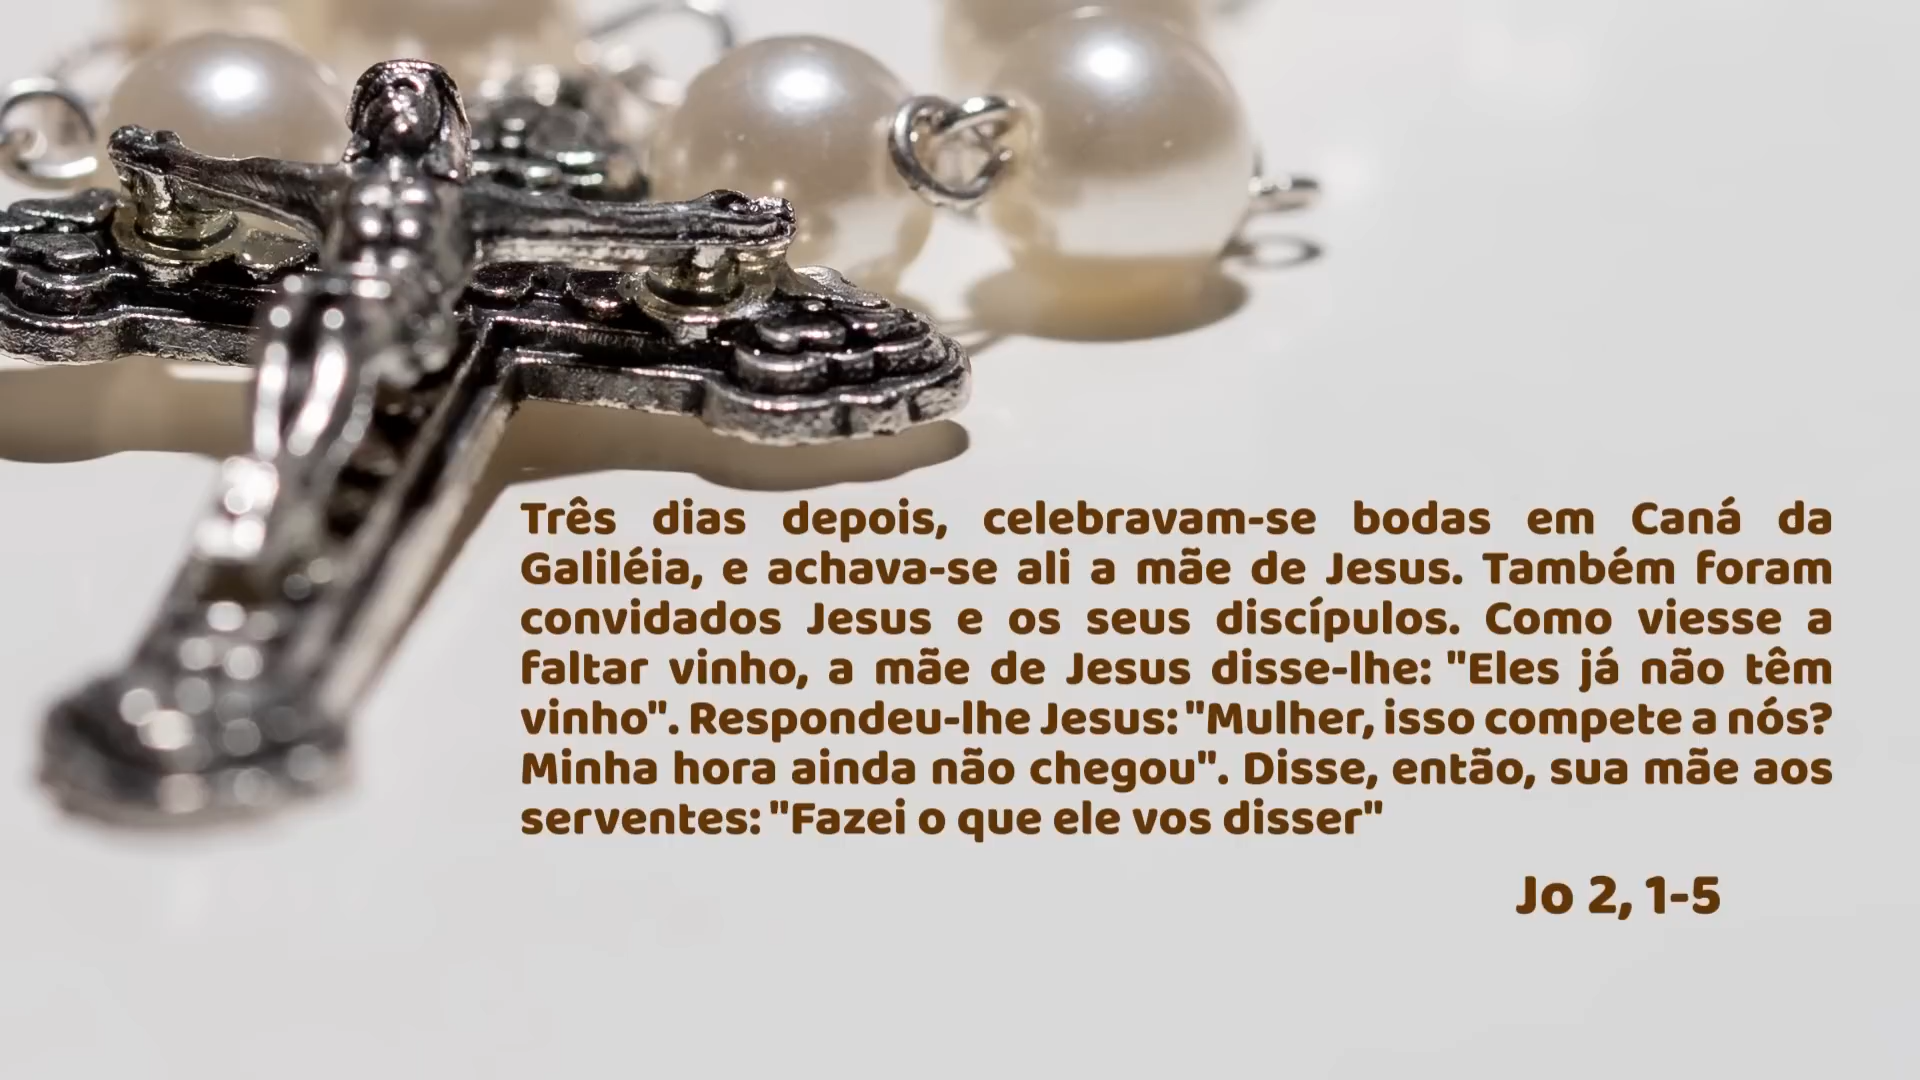 Três dias depois, celebravam-se bodas em Caná da
Galiléia, e achava-se ali a mãe de Jesus. Também foram
convidados Jesus e os seus discípulos. Como viesse a
faltar vinho, a mãe de Jesus disse-lhe: "Eles já não têm
vinho". Respondeu-lhe Jesus: "Mulher, isso compete a nós?
Minha hora ainda não chegou". Disse, então, sua mãe aos
serventes: "Fazei o que ele vos disser"
Jo 2, 1-5